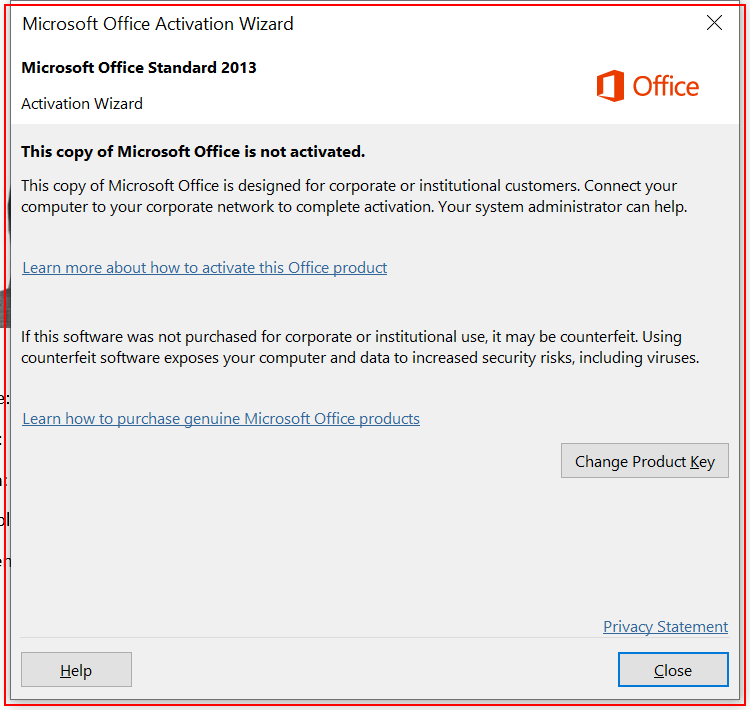 Microsoft Office Activation Wizard
Microsoft Office Standard 2013
Office
Activation Wizard
This copy of Microsoft Office is not activated.
This copy of Microsoft Office is designed for corporate or institutional customers. Connect your
computer to your corporate network to complete activation. Your system administrator can help.
Learn more about how to activate this Office product
If this software was not purchased for corporate or institutional use, it may be counterfeit. Using
counterfeit software exposes your computer and data to increased security risks, including viruses.
Learn how to purchase genuine Microsoft Office products
Change Product Key
Privacy Statement
Help
Close